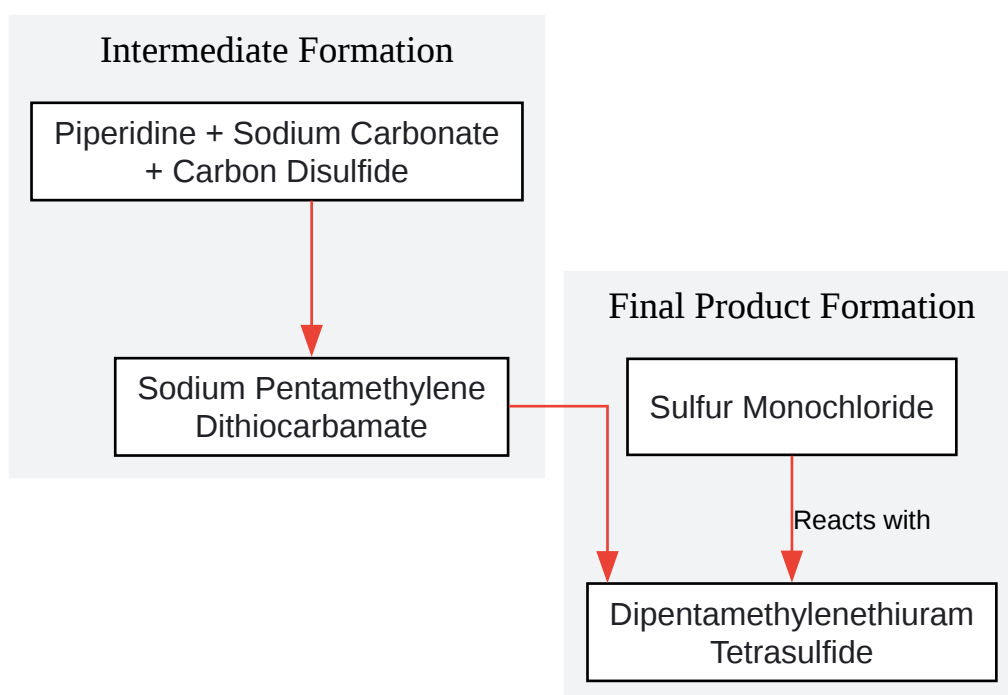 Intermediate Formation
Piperidine + Sodium Carbonate
+ Carbon Disulfide
Sodium Pentamethylene
Dithiocarbamate
Final Product Formation
Sulfur Monochloride
Reacts with
Dipentamethylenethiuram
Tetrasulfide